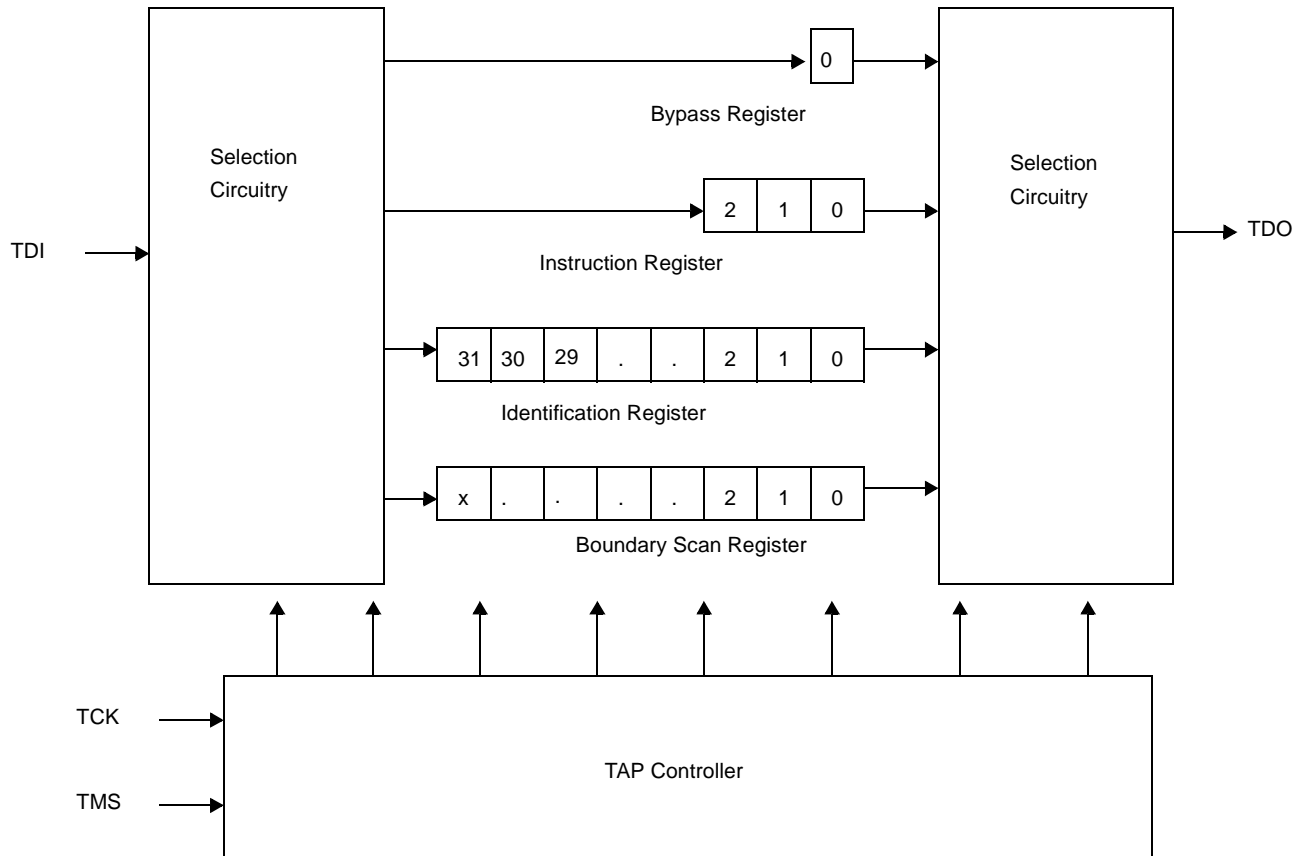 0
Bypass Register
Selection
Circuitry
Selection
Circuitry
2 1 0
TDI
TDO
Instruction Register
31 30 29 . . 2 1 0
Identification Register
x . . . . 2 1 0
Boundary Scan Register
TCK
TAP Controller
TMS